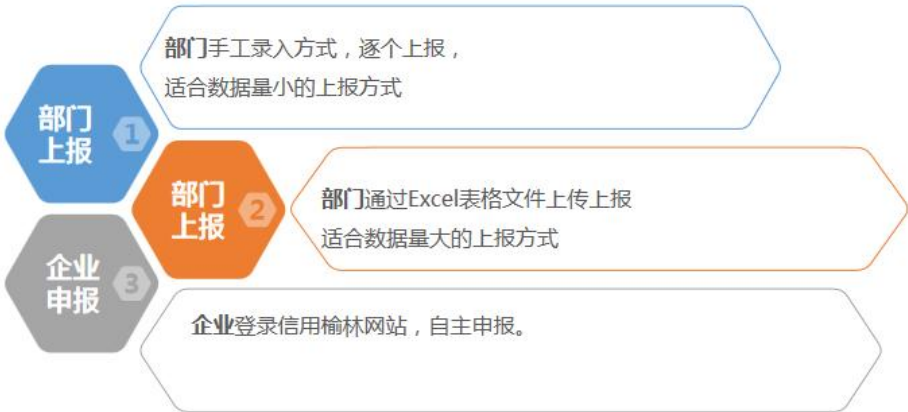 部门手工录入方式，逐个上报，
适合数据量小的上报方式
部门
上报
1
部门
上报
2
部门通过Excel表格文件上传上报
适合数据量大的上报方式
企业
申报
3
企业登录信用榆林网站，自主申报。